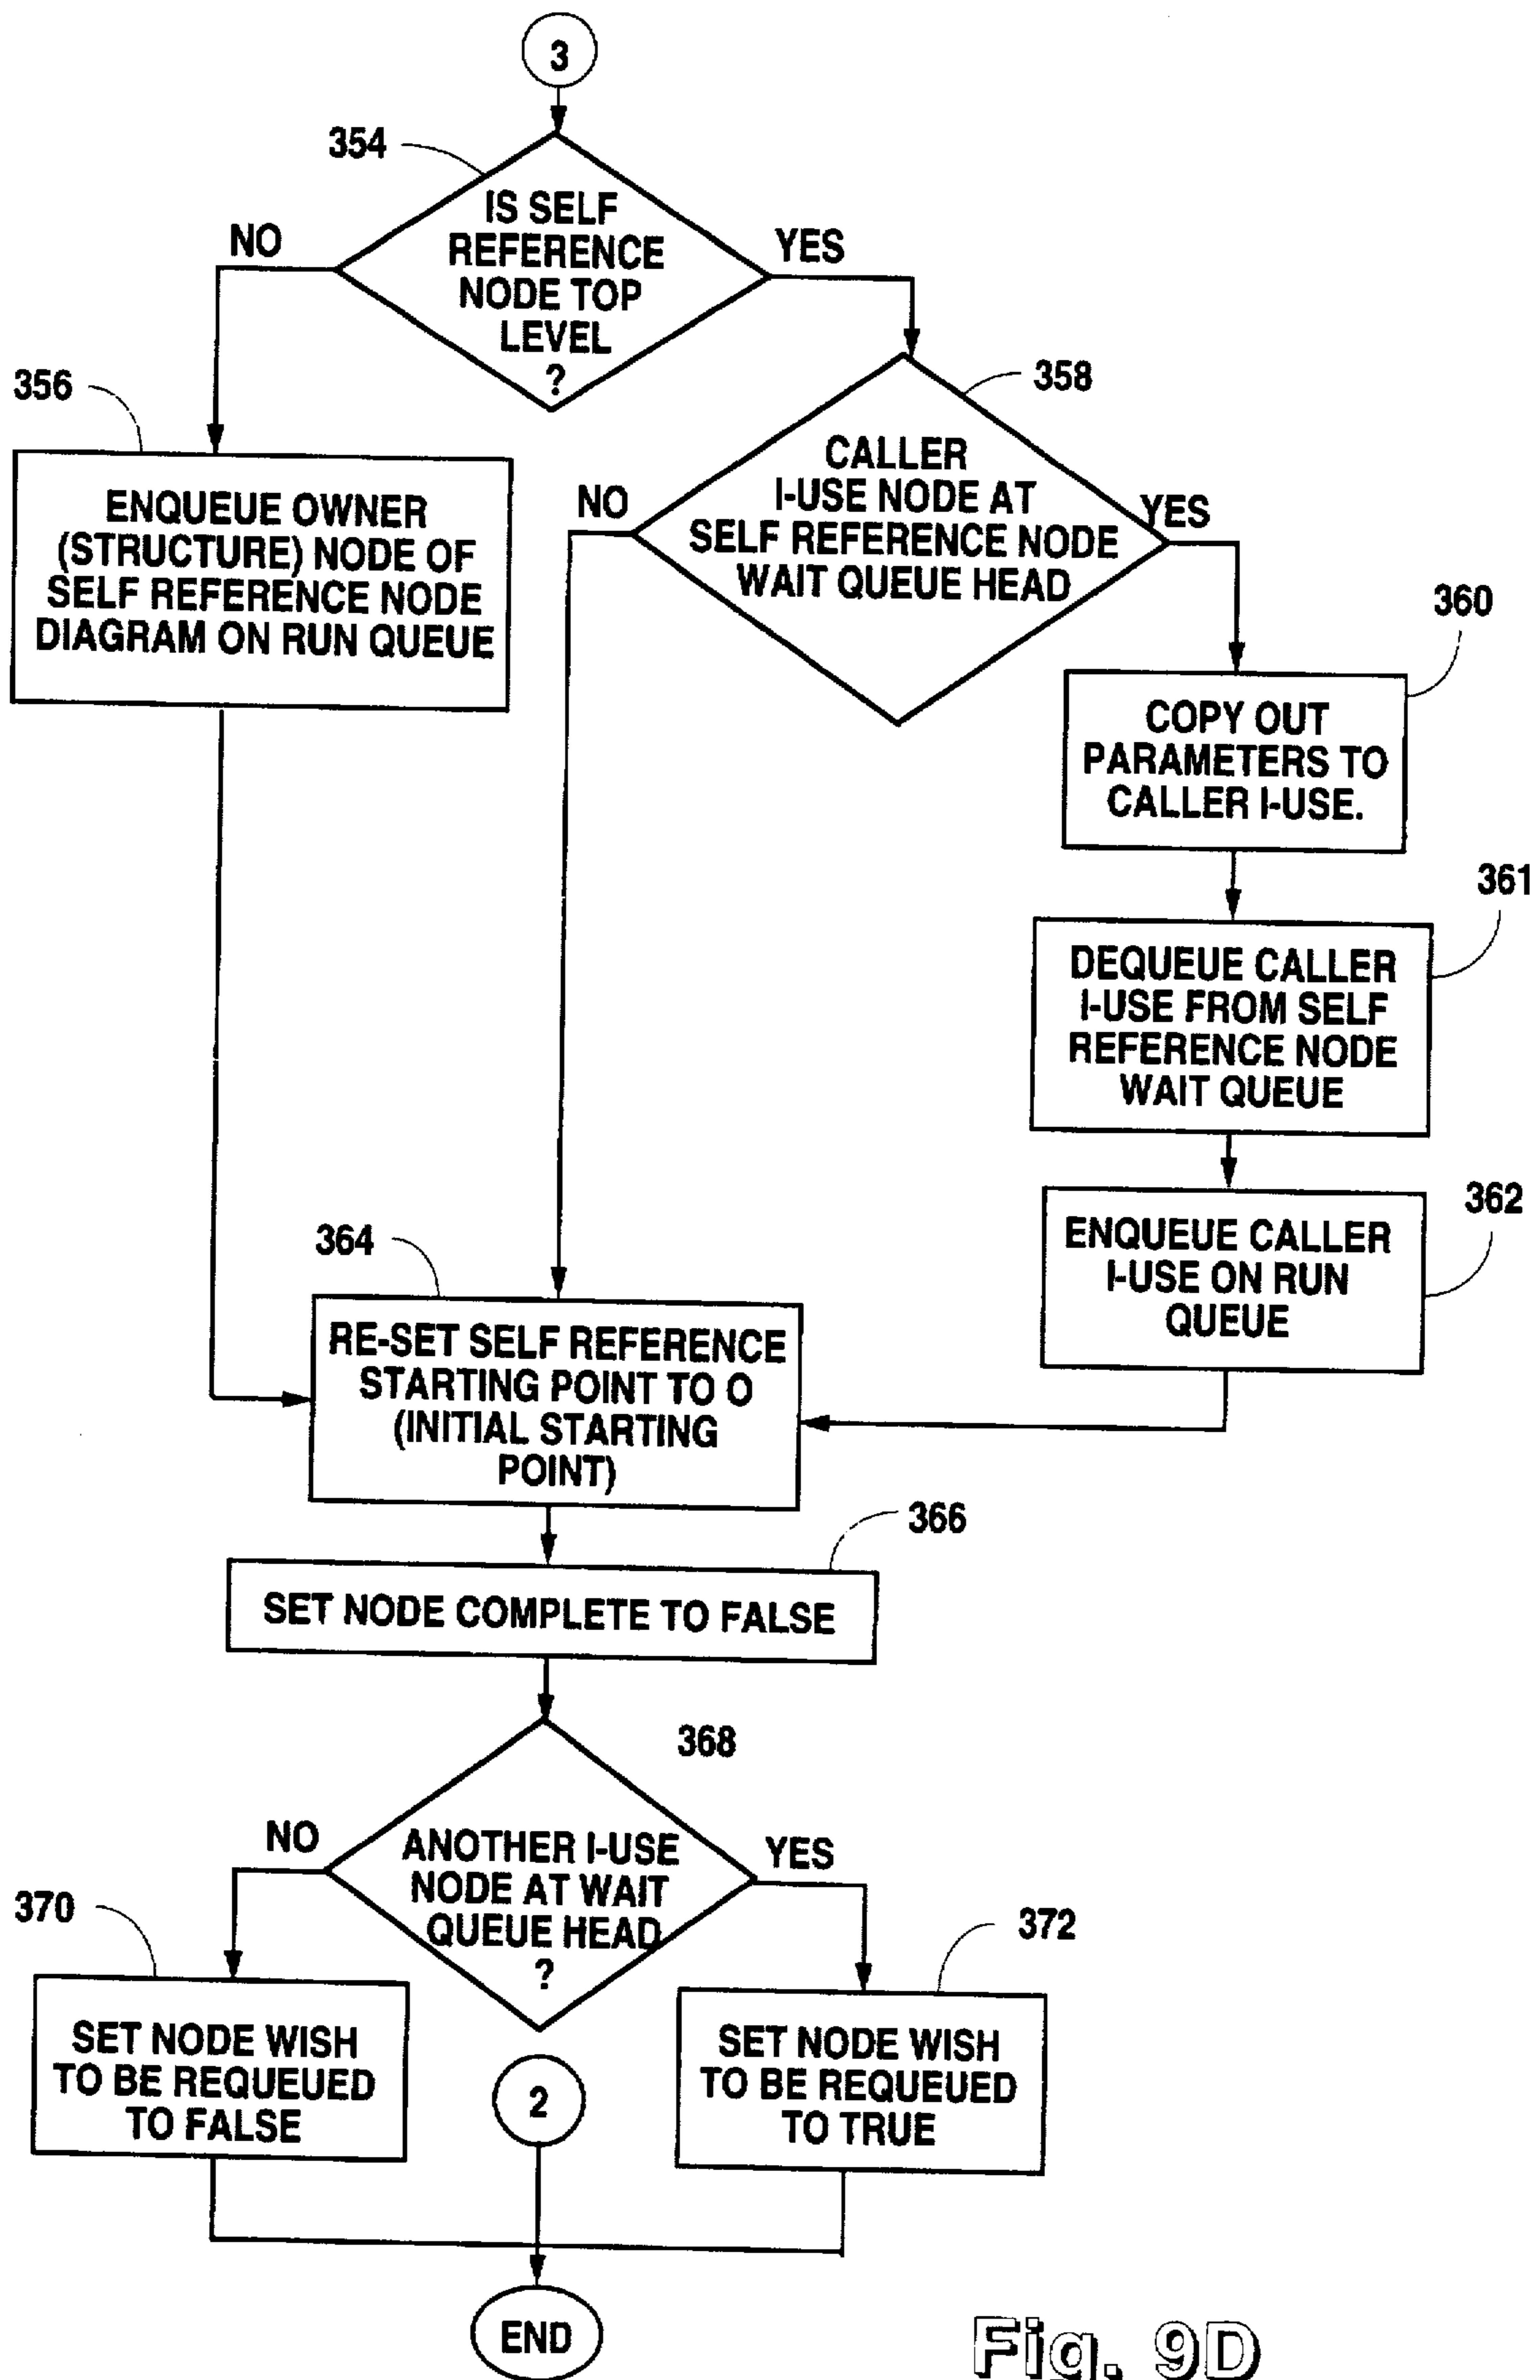 3
354
IS SELF
REFERENCE
NODE TOP
LEVEL
?
NO
YES
356
358
ENQUEUE OWNER
(STRUCTURE) NODE OF
SELF REFERENCE NODE
DIAGRAM ON RUN QUEUE
CALLER
I-USE NODE AT
SELF REFERENCE NODE
WAIT QUEUE HEAD
NO
YES
360
COPY OUT
PARAMETERS TO
CALLER I-USE.
361
DEQUEUE CALLER
I-USE FROM SELF
REFERENCE NODE
WAIT QUEUE
362
ENQUEUE CALLER
I-USE ON RUN
QUEUE
364
RE-SET SELF REFERENCE
STARTING POINT TO O
(INITIAL STARTING
POINT)
366
SET NODE COMPLETE TO FALSE
368
ANOTHER I-USE
NODE AT WAIT
QUEUE HEAD
?
NO
YES
370
372
SET NODE WISH
TO BE REQUEUED
TO FALSE
2
SET NODE WISH
TO BE REQUEUED
TO TRUE
END
Fig. 9D